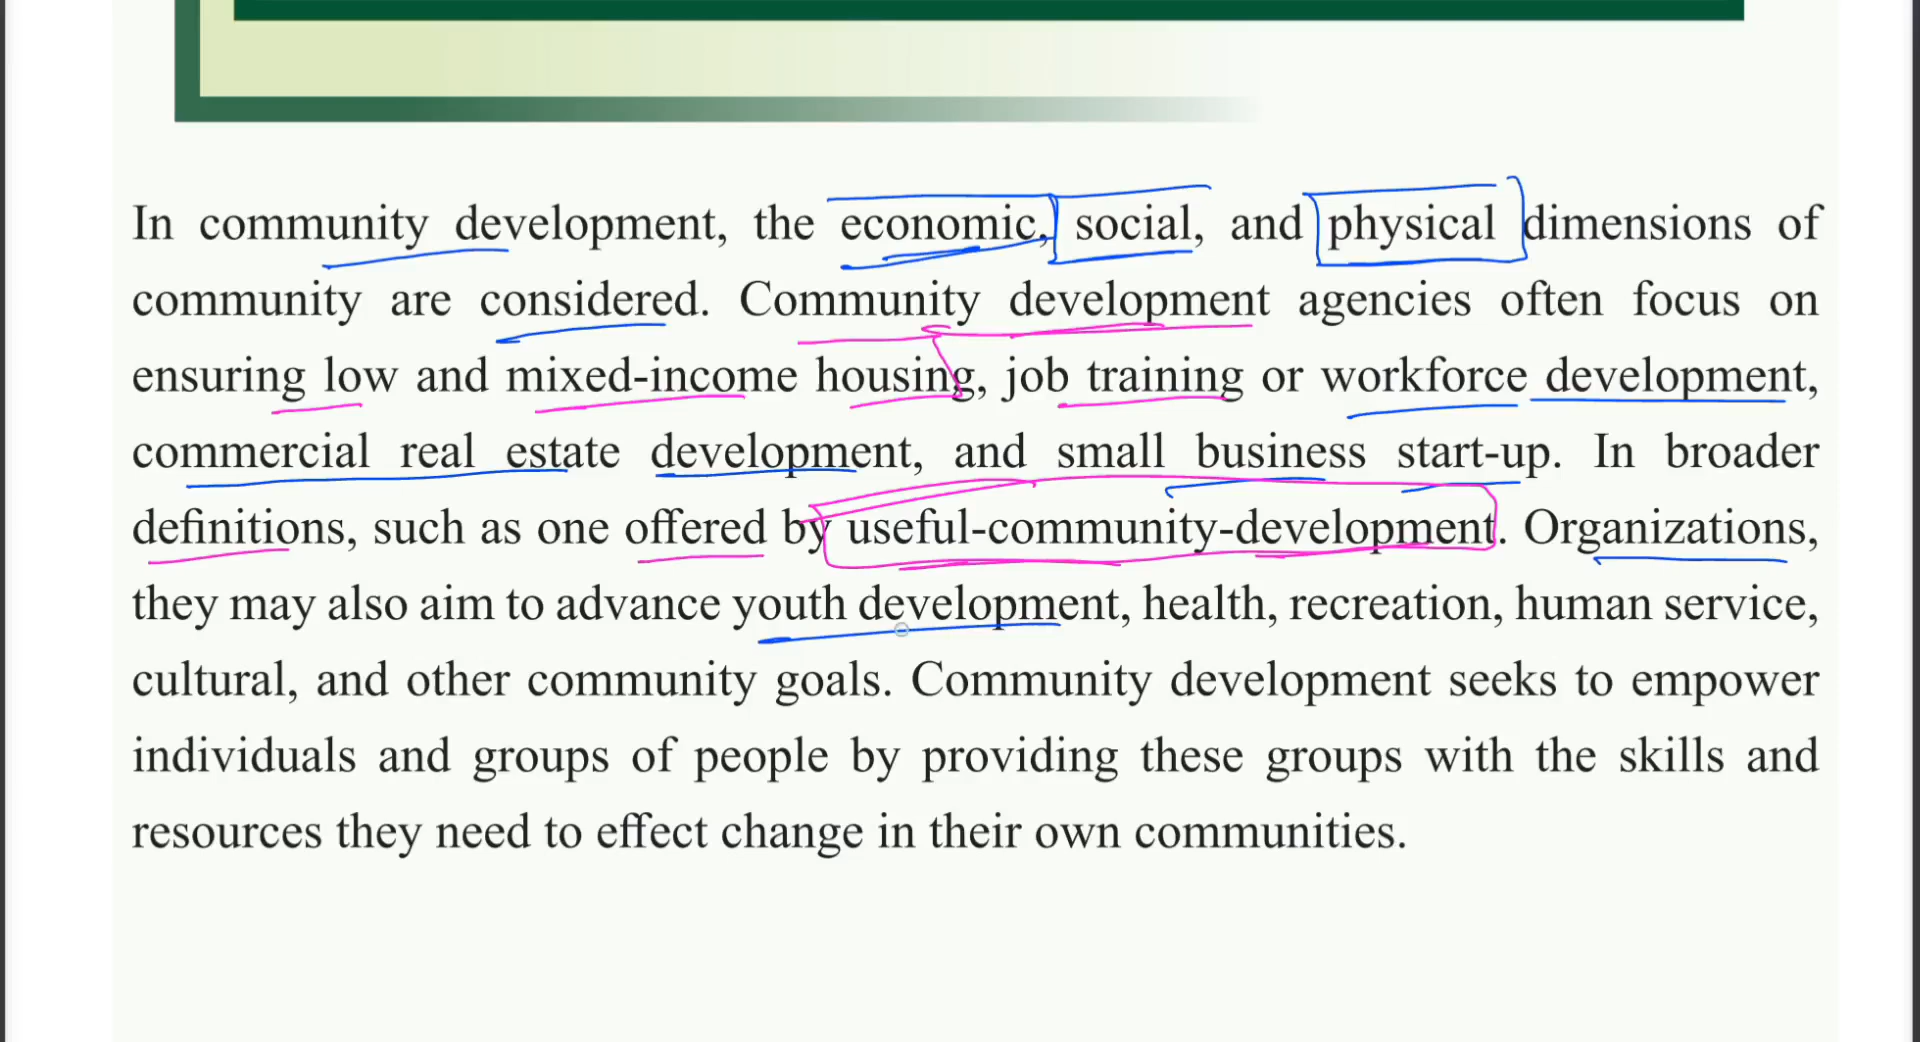 In community development, the economic, social, and physical dimensions of
community are considered. Community development agencies often focus on
ensuring low and mixed-income housing, job training or workforce development,
commercial real estate development, and small business start-up. In broader
definitions, such as one offered by useful-community-development. Organizations,
they may also aim to advance youth development, health, recreation, human service,
cultural, and other community goals. Community development seeks to empower
individuals and groups of people by providing these groups with the skills and
resources they need to effect change in their own communities.